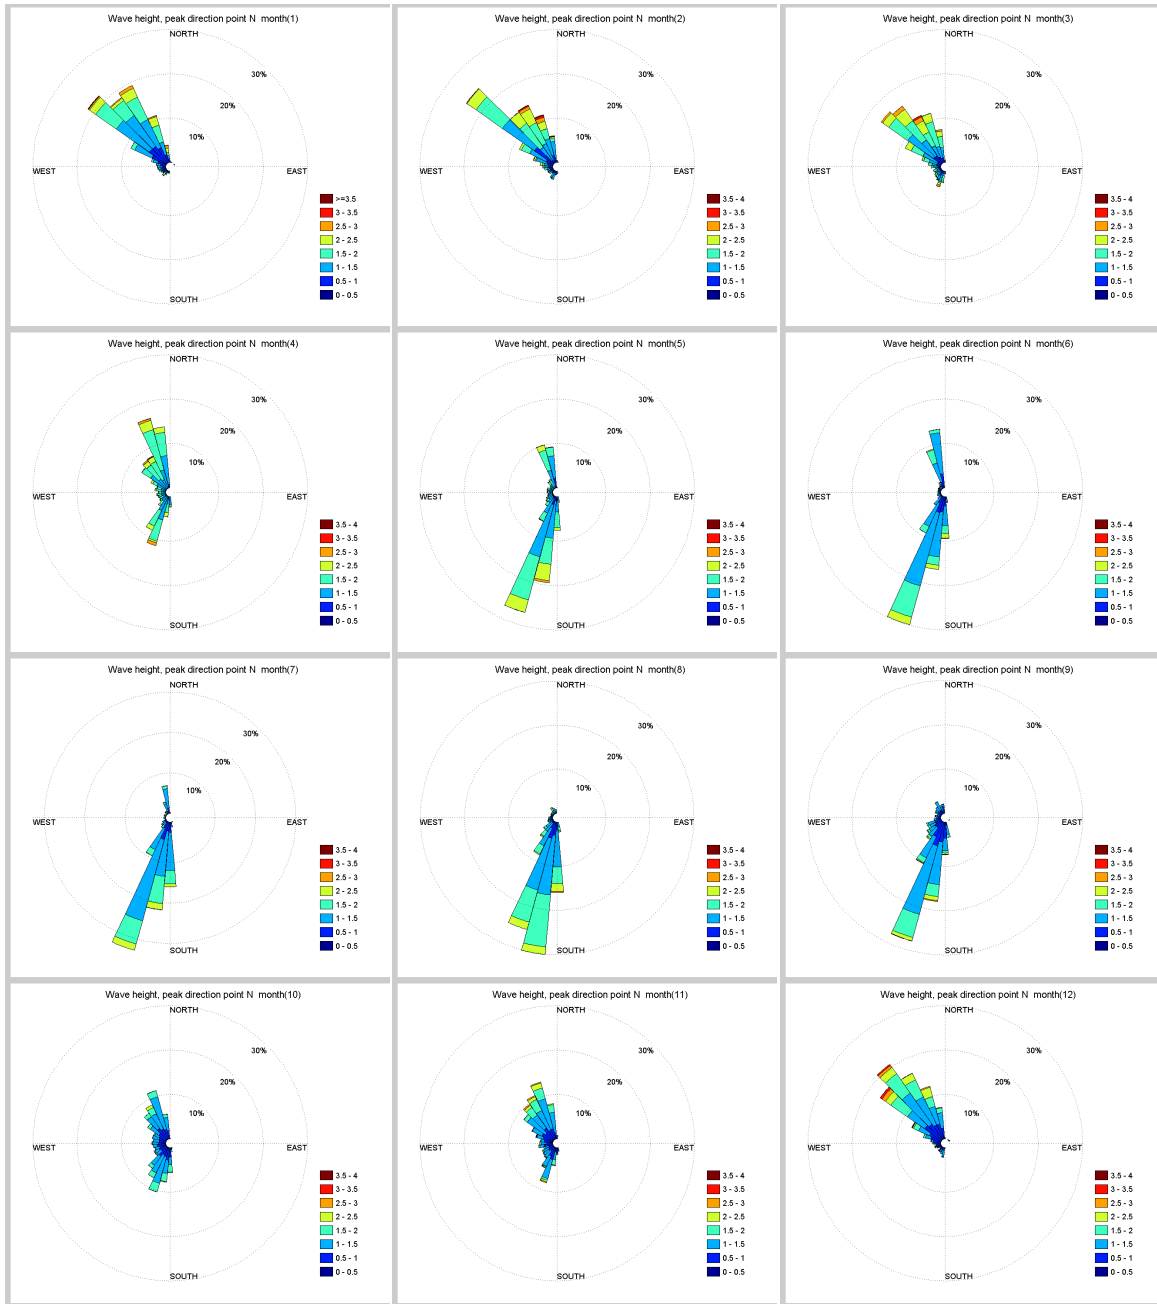 Wave height, peak direction point N month(1)
NORTH
30%
20%
10%
WEST
EAST
>=3.5
3 - 3.5
2.5 - 3
2 - 2.5
1.5 - 2
1 - 1.5
0.5 - 1
0 - 0.5
SOUTH
Wave height, peak direction point N month(2)
NORTH
30%
20%
10%
WEST
EAST
3.5 - 4
3 - 3.5
2.5 - 3
2 - 2.5
1.5 - 2
1 - 1.5
0.5 - 1
0 - 0.5
SOUTH
Wave height, peak direction point N month(3)
NORTH
30%
20%
10%
WEST
EAST
3.5 - 4
3 - 3.5
2.5 - 3
2 - 2.5
1.5 - 2
1 - 1.5
0.5 - 1
0 - 0.5
SOUTH
Wave height, peak direction point N month(4)
NORTH
30%
20%
10%
WEST
EAST
3.5 - 4
3 - 3.5
2.5 - 3
2 - 2.5
1.5 - 2
1 - 1.5
0.5 - 1
0 - 0.5
SOUTH
Wave height, peak direction point N month(5)
NORTH
30%
20%
10%
WEST
EAST
3.5 - 4
3 - 3.5
2.5 - 3
2 - 2.5
1.5 - 2
1 - 1.5
0.5 - 1
0 - 0.5
SOUTH
Wave height, peak direction point N month(6)
NORTH
30%
20%
10%
WEST
EAST
3.5 - 4
3 - 3.5
2.5 - 3
2 - 2.5
1.5 - 2
1 - 1.5
0.5 - 1
0 - 0.5
SOUTH
Wave height, peak direction point N month(7)
NORTH
30%
20%
10%
WEST
EAST
3.5 - 4
3 - 3.5
2.5 - 3
2 - 2.5
1.5 - 2
1 - 1.5
0.5 - 1
0 - 0.5
SOUTH
Wave height, peak direction point N month(8)
NORTH
30%
20%
10%
WEST
EAST
3.5 - 4
3 - 3.5
2.5 - 3
2 - 2.5
1.5 - 2
1 - 1.5
0.5 - 1
0 - 0.5
SOUTH
Wave height, peak direction point N month(9)
NORTH
30%
20%
10%
WEST
EAST
3.5 - 4
3 - 3.5
2.5 - 3
2 - 2.5
1.5 - 2
1 - 1.5
0.5 - 1
0 - 0.5
SOUTH
Wave height, peak direction point N month(10)
NORTH
30%
20%
10%
WEST
EAST
3.5 - 4
3 - 3.5
2.5 - 3
2 - 2.5
1.5 - 2
1 - 1.5
0.5 - 1
0 - 0.5
SOUTH
Wave height, peak direction point N month(11)
NORTH
30%
20%
10%
WEST
EAST
3.5 - 4
3 - 3.5
2.5 - 3
2 - 2.5
1.5 - 2
1 - 1.5
0.5 - 1
0 - 0.5
SOUTH
Wave height, peak direction point N month(12)
NORTH
30%
20%
10%
WEST
EAST
3.5 - 4
3 - 3.5
2.5 - 3
2 - 2.5
1.5 - 2
1 - 1.5
0.5 - 1
0 - 0.5
SOUTH